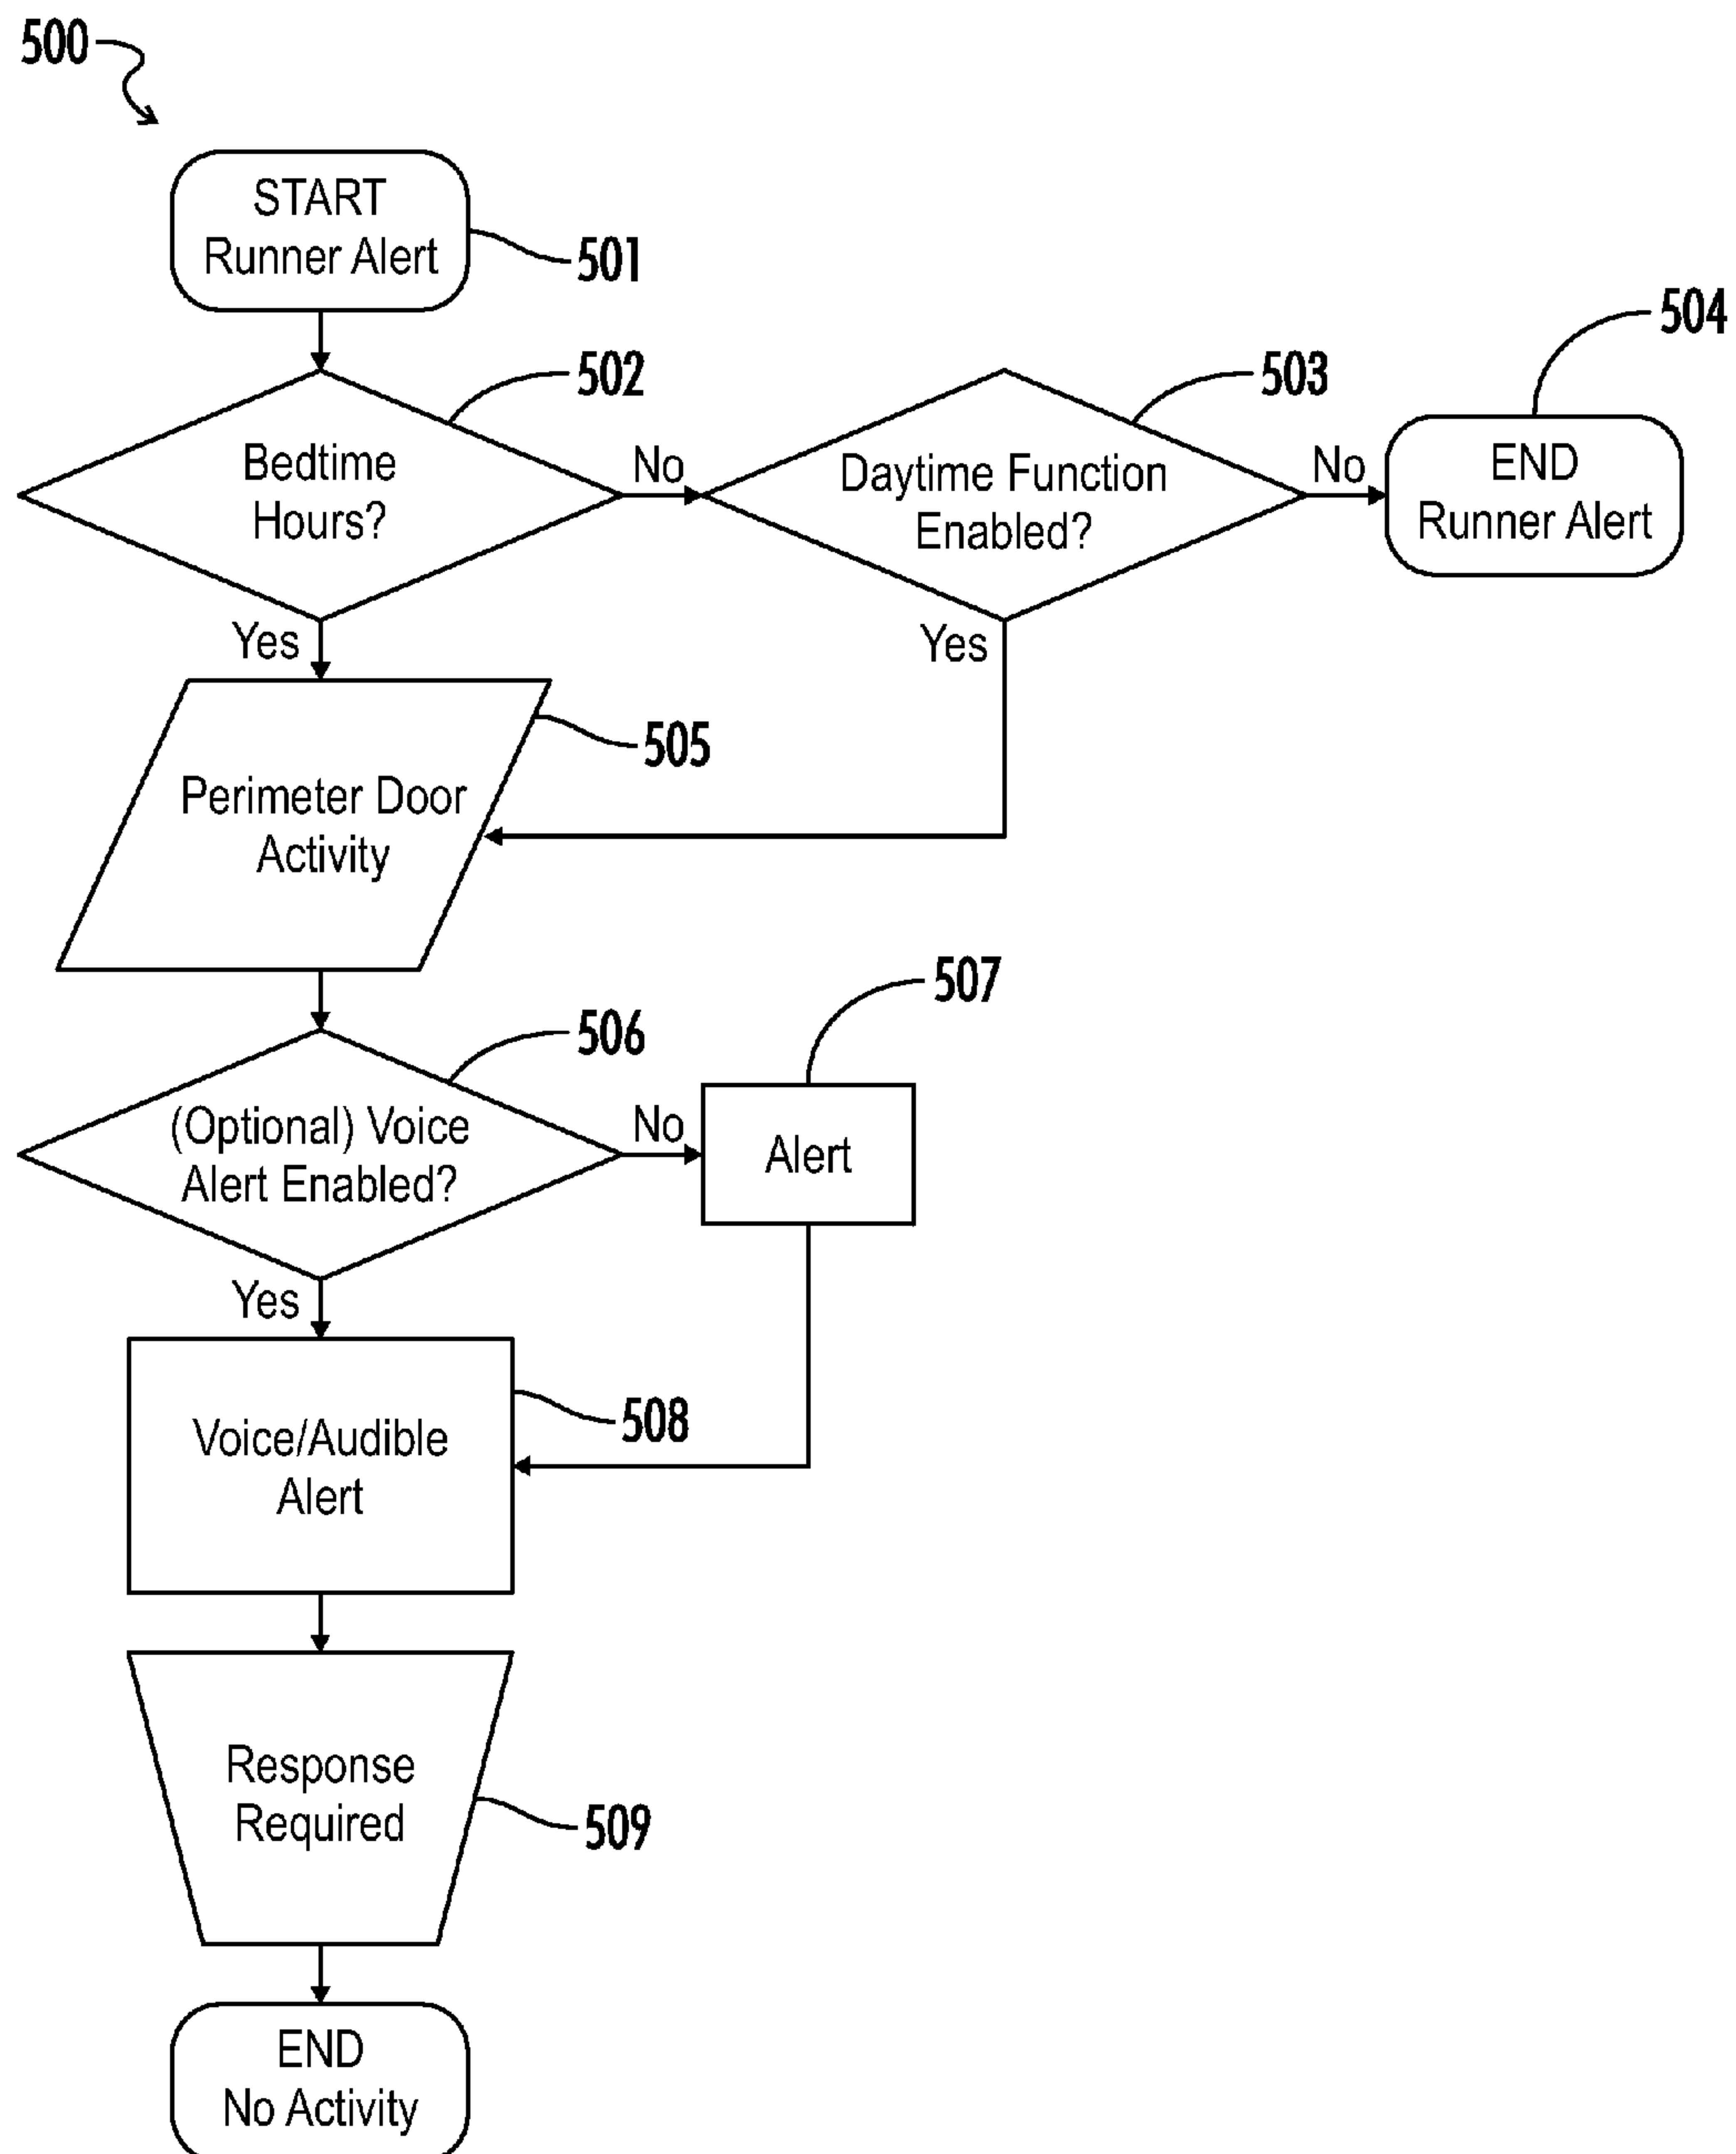 500
START
Runner Alert
501
502
503
504
Bedtime
Hours?
No
Daytime Function
Enabled?
No
END
Runner Alert
Yes
Yes
505
Perimeter Door
Activity
507
506
(Optional) Voice
Alert Enabled?
No
Alert
Yes
508
Voice/Audible
Alert
Response
Required
509
END
No Activity